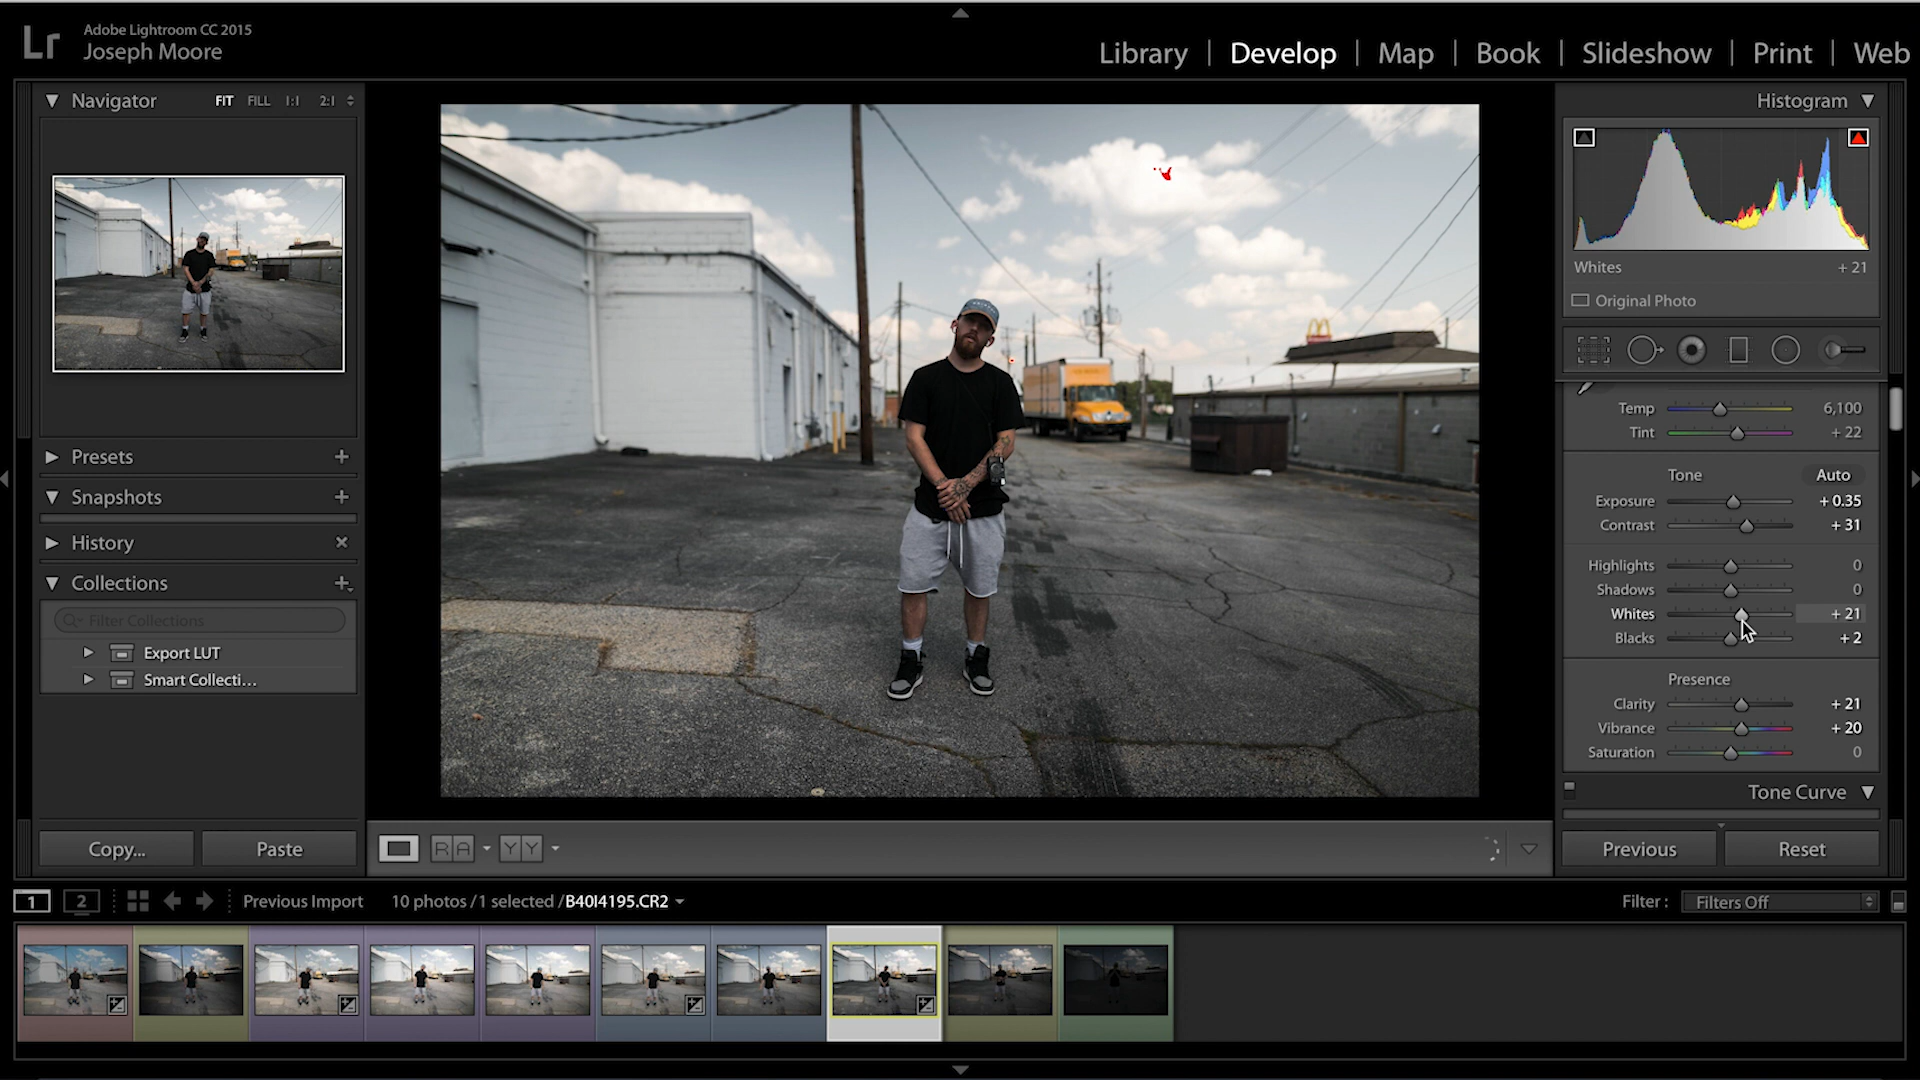 Lr
Adobe Lightroom CC 2015
Joseph Moore
Library | Develop | Map | Book | Slideshow | Print | Web
Navigator FIT FILL 1:1 2:1
Presets +
Snapshots +
History ×
Collections +
Filter Collections
Export LUT
Smart Collecti...
Copy... Paste
Histogram
Whites + 21
Original Photo
Temp 6,100
Tint + 22
Tone Auto
Exposure + 0.35
Contrast + 31
Highlights 0
Shadows 0
Whites + 21
Blacks + 2
Presence
Clarity + 21
Vibrance + 20
Saturation 0
Tone Curve
Previous Reset
R A Y Y
1 2 Previous Import 10 photos / 1 selected / B40I4195.CR2
Filter : Filters Off